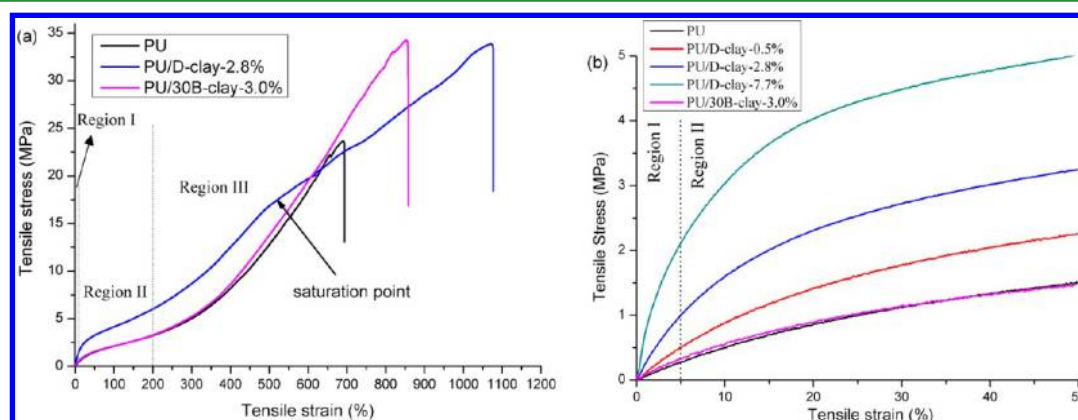 (a)
PU
PU/D-clay-2.8%
PU/30B-clay-3.0%
Region I
Region II
Region III
saturation point
Tensile stress (MPa)
35
30
25
20
15
10
5
0
0 100 200 300 400 500 600 700 800 900 1000 1100 1200
Tensile strain (%)
(b)
PU
PU/D-clay-0.5%
PU/D-clay-2.8%
PU/D-clay-7.7%
PU/30B-clay-3.0%
Region I
Region II
Tensile Stress (MPa)
5
4
3
2
1
0
0 10 20 30 40
Tensile strain (%)